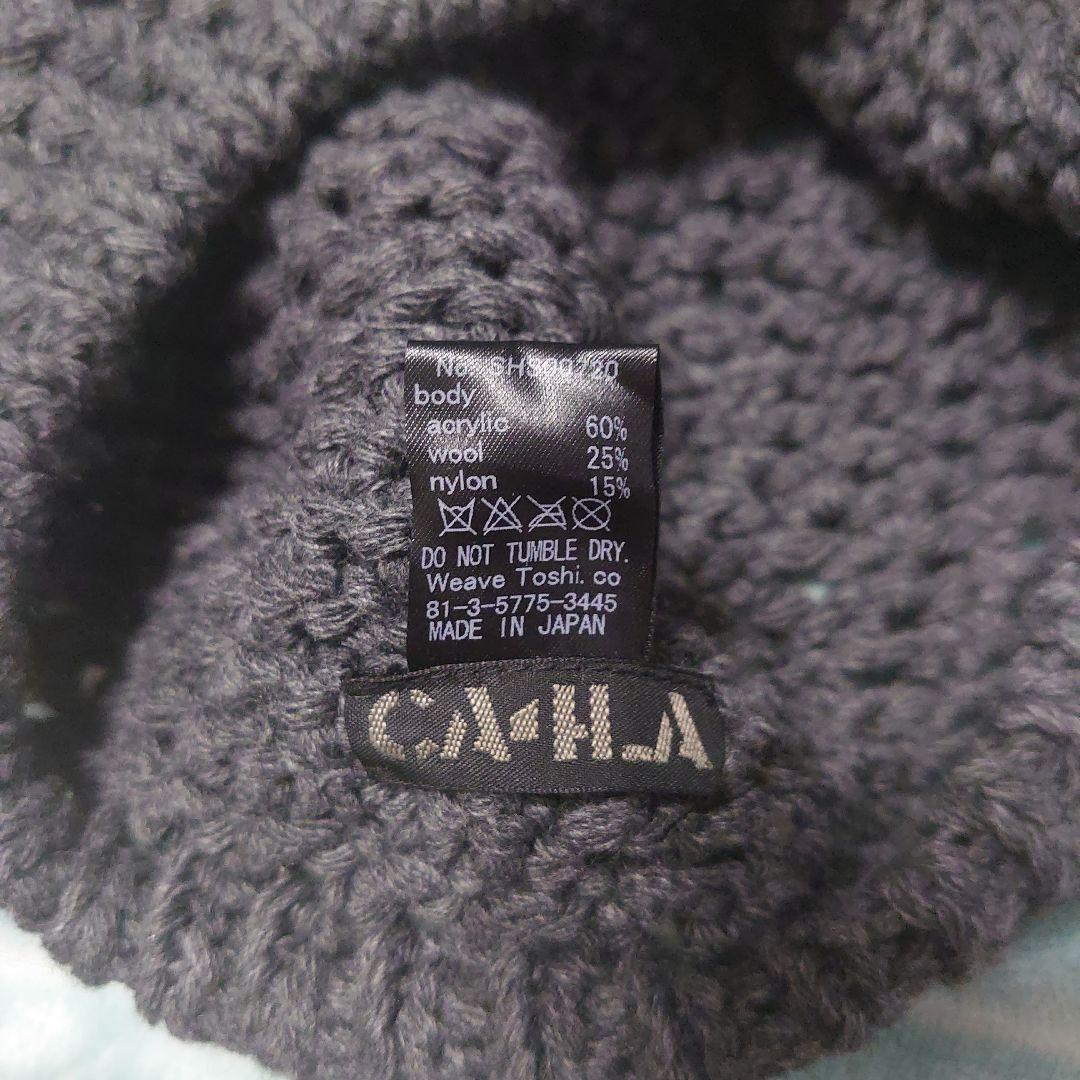 No.
body
acrylic 60%
wool 25%
nylon 15%
DO NOT TUMBLE DRY.
Weave Toshi. co
81-3-5775-3445
MADE IN JAPAN
CA4LA